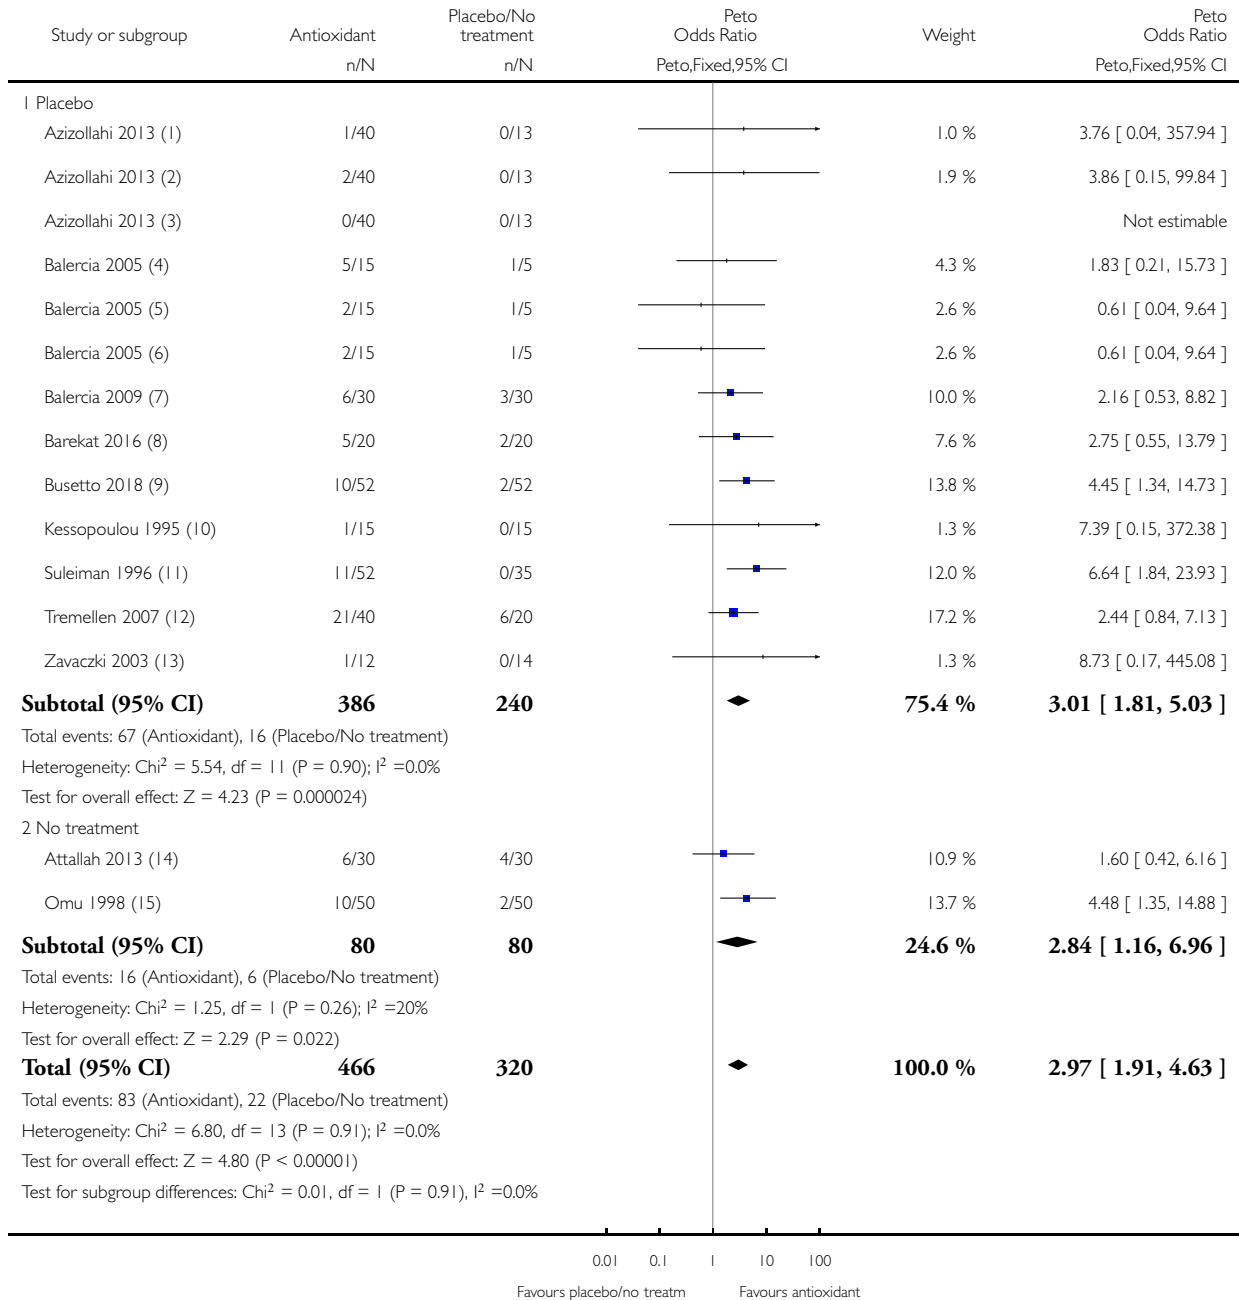 Study or subgroup Antioxidant Placebo/No treatment Peto Odds Ratio Weight Peto Odds Ratio
n/N n/N Peto,Fixed,95% CI Peto,Fixed,95% CI
1 Placebo
Azizollahi 2013 (1) 1/40 0/13 1.0 % 3.76 [ 0.04, 357.94 ]
Azizollahi 2013 (2) 2/40 0/13 1.9 % 3.86 [ 0.15, 99.84 ]
Azizollahi 2013 (3) 0/40 0/13 Not estimable
Balercia 2005 (4) 5/15 1/5 4.3 % 1.83 [ 0.21, 15.73 ]
Balercia 2005 (5) 2/15 1/5 2.6 % 0.61 [ 0.04, 9.64 ]
Balercia 2005 (6) 2/15 1/5 2.6 % 0.61 [ 0.04, 9.64 ]
Balercia 2009 (7) 6/30 3/30 10.0 % 2.16 [ 0.53, 8.82 ]
Barekat 2016 (8) 5/20 2/20 7.6 % 2.75 [ 0.55, 13.79 ]
Busetto 2018 (9) 10/52 2/52 13.8 % 4.45 [ 1.34, 14.73 ]
Kessopoulou 1995 (10) 1/15 0/15 1.3 % 7.39 [ 0.15, 372.38 ]
Suleiman 1996 (11) 11/52 0/35 12.0 % 6.64 [ 1.84, 23.93 ]
Tremellen 2007 (12) 21/40 6/20 17.2 % 2.44 [ 0.84, 7.13 ]
Zavaczki 2003 (13) 1/12 0/14 1.3 % 8.73 [ 0.17, 445.08 ]
Subtotal (95% CI) 386 240 75.4 % 3.01 [ 1.81, 5.03 ]
Total events: 67 (Antioxidant), 16 (Placebo/No treatment)
Heterogeneity: Chi² = 5.54, df = 11 (P = 0.90); I² =0.0%
Test for overall effect: Z = 4.23 (P = 0.000024)
2 No treatment
Attallah 2013 (14) 6/30 4/30 10.9 % 1.60 [ 0.42, 6.16 ]
Omu 1998 (15) 10/50 2/50 13.7 % 4.48 [ 1.35, 14.88 ]
Subtotal (95% CI) 80 80 24.6 % 2.84 [ 1.16, 6.96 ]
Total events: 16 (Antioxidant), 6 (Placebo/No treatment)
Heterogeneity: Chi² = 1.25, df = 1 (P = 0.26); I² =20%
Test for overall effect: Z = 2.29 (P = 0.022)
Total (95% CI) 466 320 100.0 % 2.97 [ 1.91, 4.63 ]
Total events: 83 (Antioxidant), 22 (Placebo/No treatment)
Heterogeneity: Chi² = 6.80, df = 13 (P = 0.91); I² =0.0%
Test for overall effect: Z = 4.80 (P < 0.00001)
Test for subgroup differences: Chi² = 0.01, df = 1 (P = 0.91), I² =0.0%
0.01 0.1 1 10 100
Favours placebo/no treatm Favours antioxidant